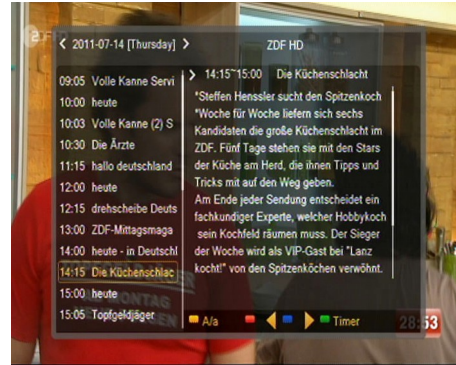 ZDF HD
< 2011-07-14 [Thursday] > ZDF HD
09:05 Volle Kanne Servi
10:00 heute
10:03 Volle Kanne (2) S
10:30 Die Ärzte
11:15 hallo deutschland
12:00 heute
12:15 drehscheibe Deuts
13:00 ZDF-Mittagsmaga
14:00 heute - in Deutschl
14:15 Die Küchenschlac
15:00 heute
15:05 Topfgeldjäger
> 14:15~15:00 Die Küchenschlacht
*Steffen Henssler sucht den Spitzenkoch
*Woche für Woche liefern sich sechs
Kandidaten die große Küchenschlacht im
ZDF. Fünf Tage stehen sie mit den Stars
der Küche am Herd, die ihnen Tipps und
Tricks mit auf den Weg geben.
Am Ende jeder Sendung entscheidet ein
fachkundiger Experte, welcher Hobbykoch
sein Kochfeld räumen muss. Der Sieger
der Woche wird als VIP-Gast bei "Lanz
kocht!" von den Spitzenköchen verwöhnt.
A/a Timer
28:53